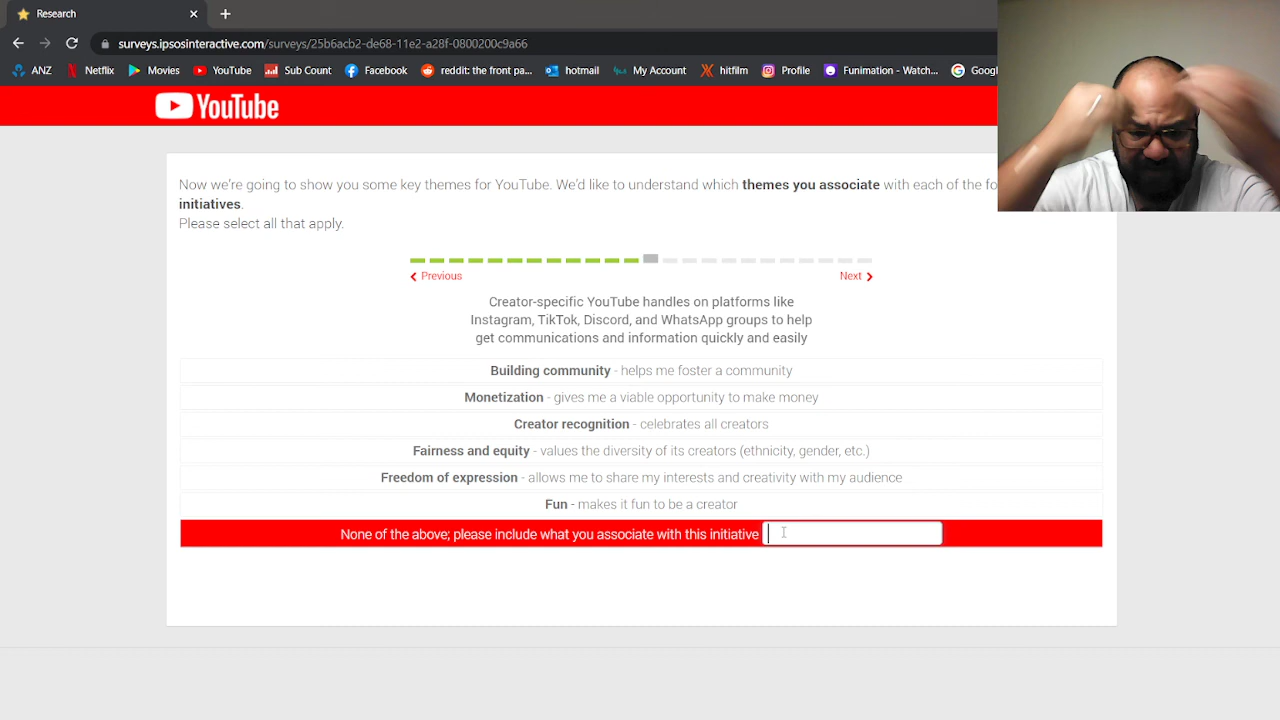 Research
surveys.ipsosinteractive.com/surveys/25b6acb2-de68-11e2-a28f-0800200c9a66
ANZ Netflix Movies YouTube Sub Count Facebook reddit: the front pa... hotmail My Account hitfilm Profile Funimation - Watch... Googl
YouTube
Now we're going to show you some key themes for YouTube. We'd like to understand which themes you associate with each of the fo
initiatives.
Please select all that apply.
Previous Next
Creator-specific YouTube handles on platforms like
Instagram, TikTok, Discord, and WhatsApp groups to help
get communications and information quickly and easily
Building community - helps me foster a community
Monetization - gives me a viable opportunity to make money
Creator recognition - celebrates all creators
Fairness and equity - values the diversity of its creators (ethnicity, gender, etc.)
Freedom of expression - allows me to share my interests and creativity with my audience
Fun - makes it fun to be a creator
None of the above; please include what you associate with this initiative